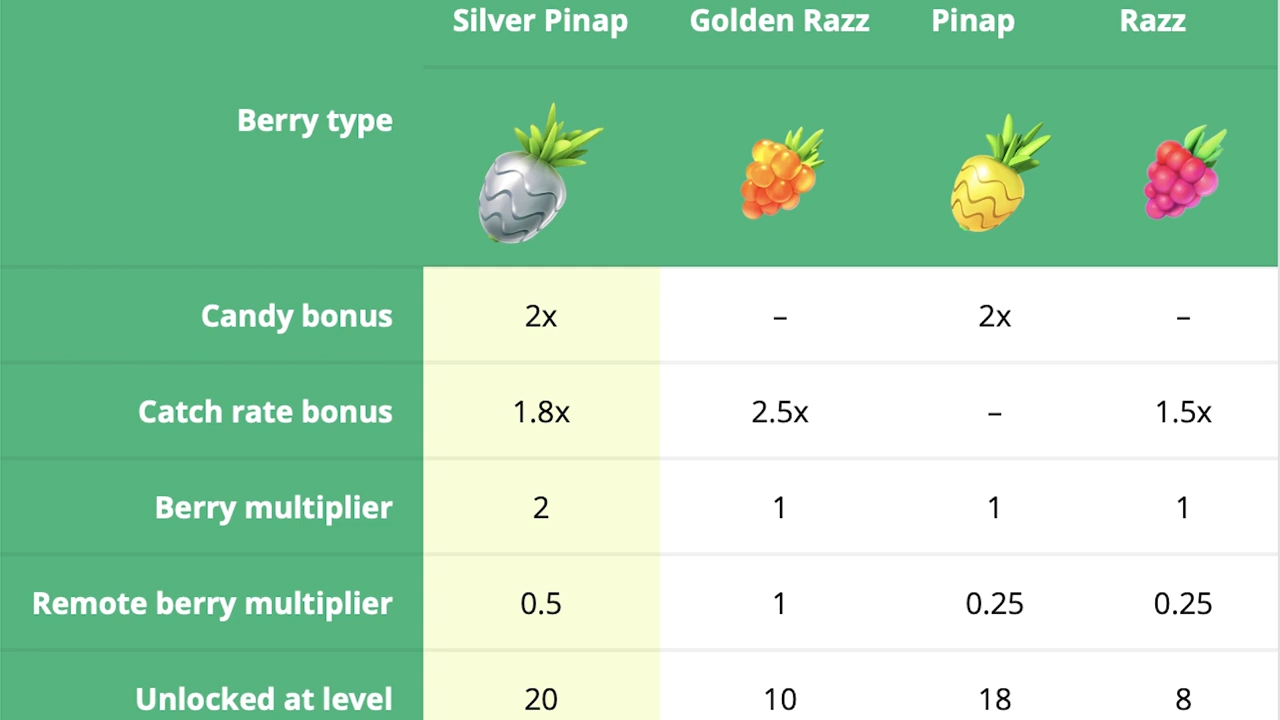 Silver Pinap Golden Razz Pinap Razz
Berry type
Candy bonus 2x – 2x –
Catch rate bonus 1.8x 2.5x – 1.5x
Berry multiplier 2 1 1 1
Remote berry multiplier 0.5 1 0.25 0.25
Unlocked at level 20 10 18 8